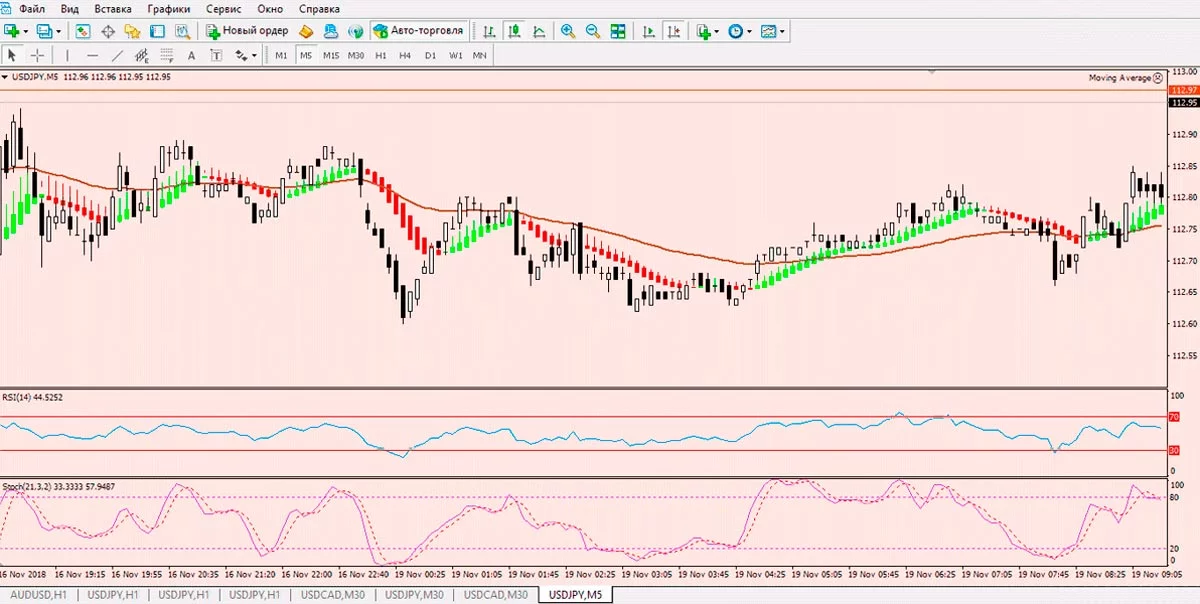 Файл Вид Вставка Графики Сервис Окно Справка
Новый ордер Авто-торговля
A T M1 M5 M15 M30 H1 H4 D1 W1 MN
USDJPY,M5 112.96 112.96 112.95 112.95
Moving Average
113.00
112.97
112.95
112.90
112.85
112.80
112.75
112.70
112.65
112.60
112.55
RSI(14) 44.5252
100
70
30
0
Stoch(21,3,2) 33.3333 57.9487
100
80
20
0
16 Nov 2018 16 Nov 19:15 16 Nov 19:55 16 Nov 20:35 16 Nov 21:20 16 Nov 22:00 16 Nov 22:40 19 Nov 00:25 19 Nov 01:05 19 Nov 01:45 19 Nov 02:25 19 Nov 03:05 19 Nov 03:45 19 Nov 04:25 19 Nov 05:05 19 Nov 05:45 19 Nov 06:25 19 Nov 07:05 19 Nov 07:45 19 Nov 08:25 19 Nov 09:05
AUDUSD,H1 USDJPY,H1 USDJPY,H1 USDJPY,H1 USDCAD,M30 USDJPY,M30 USDCAD,M30 USDJPY,M5